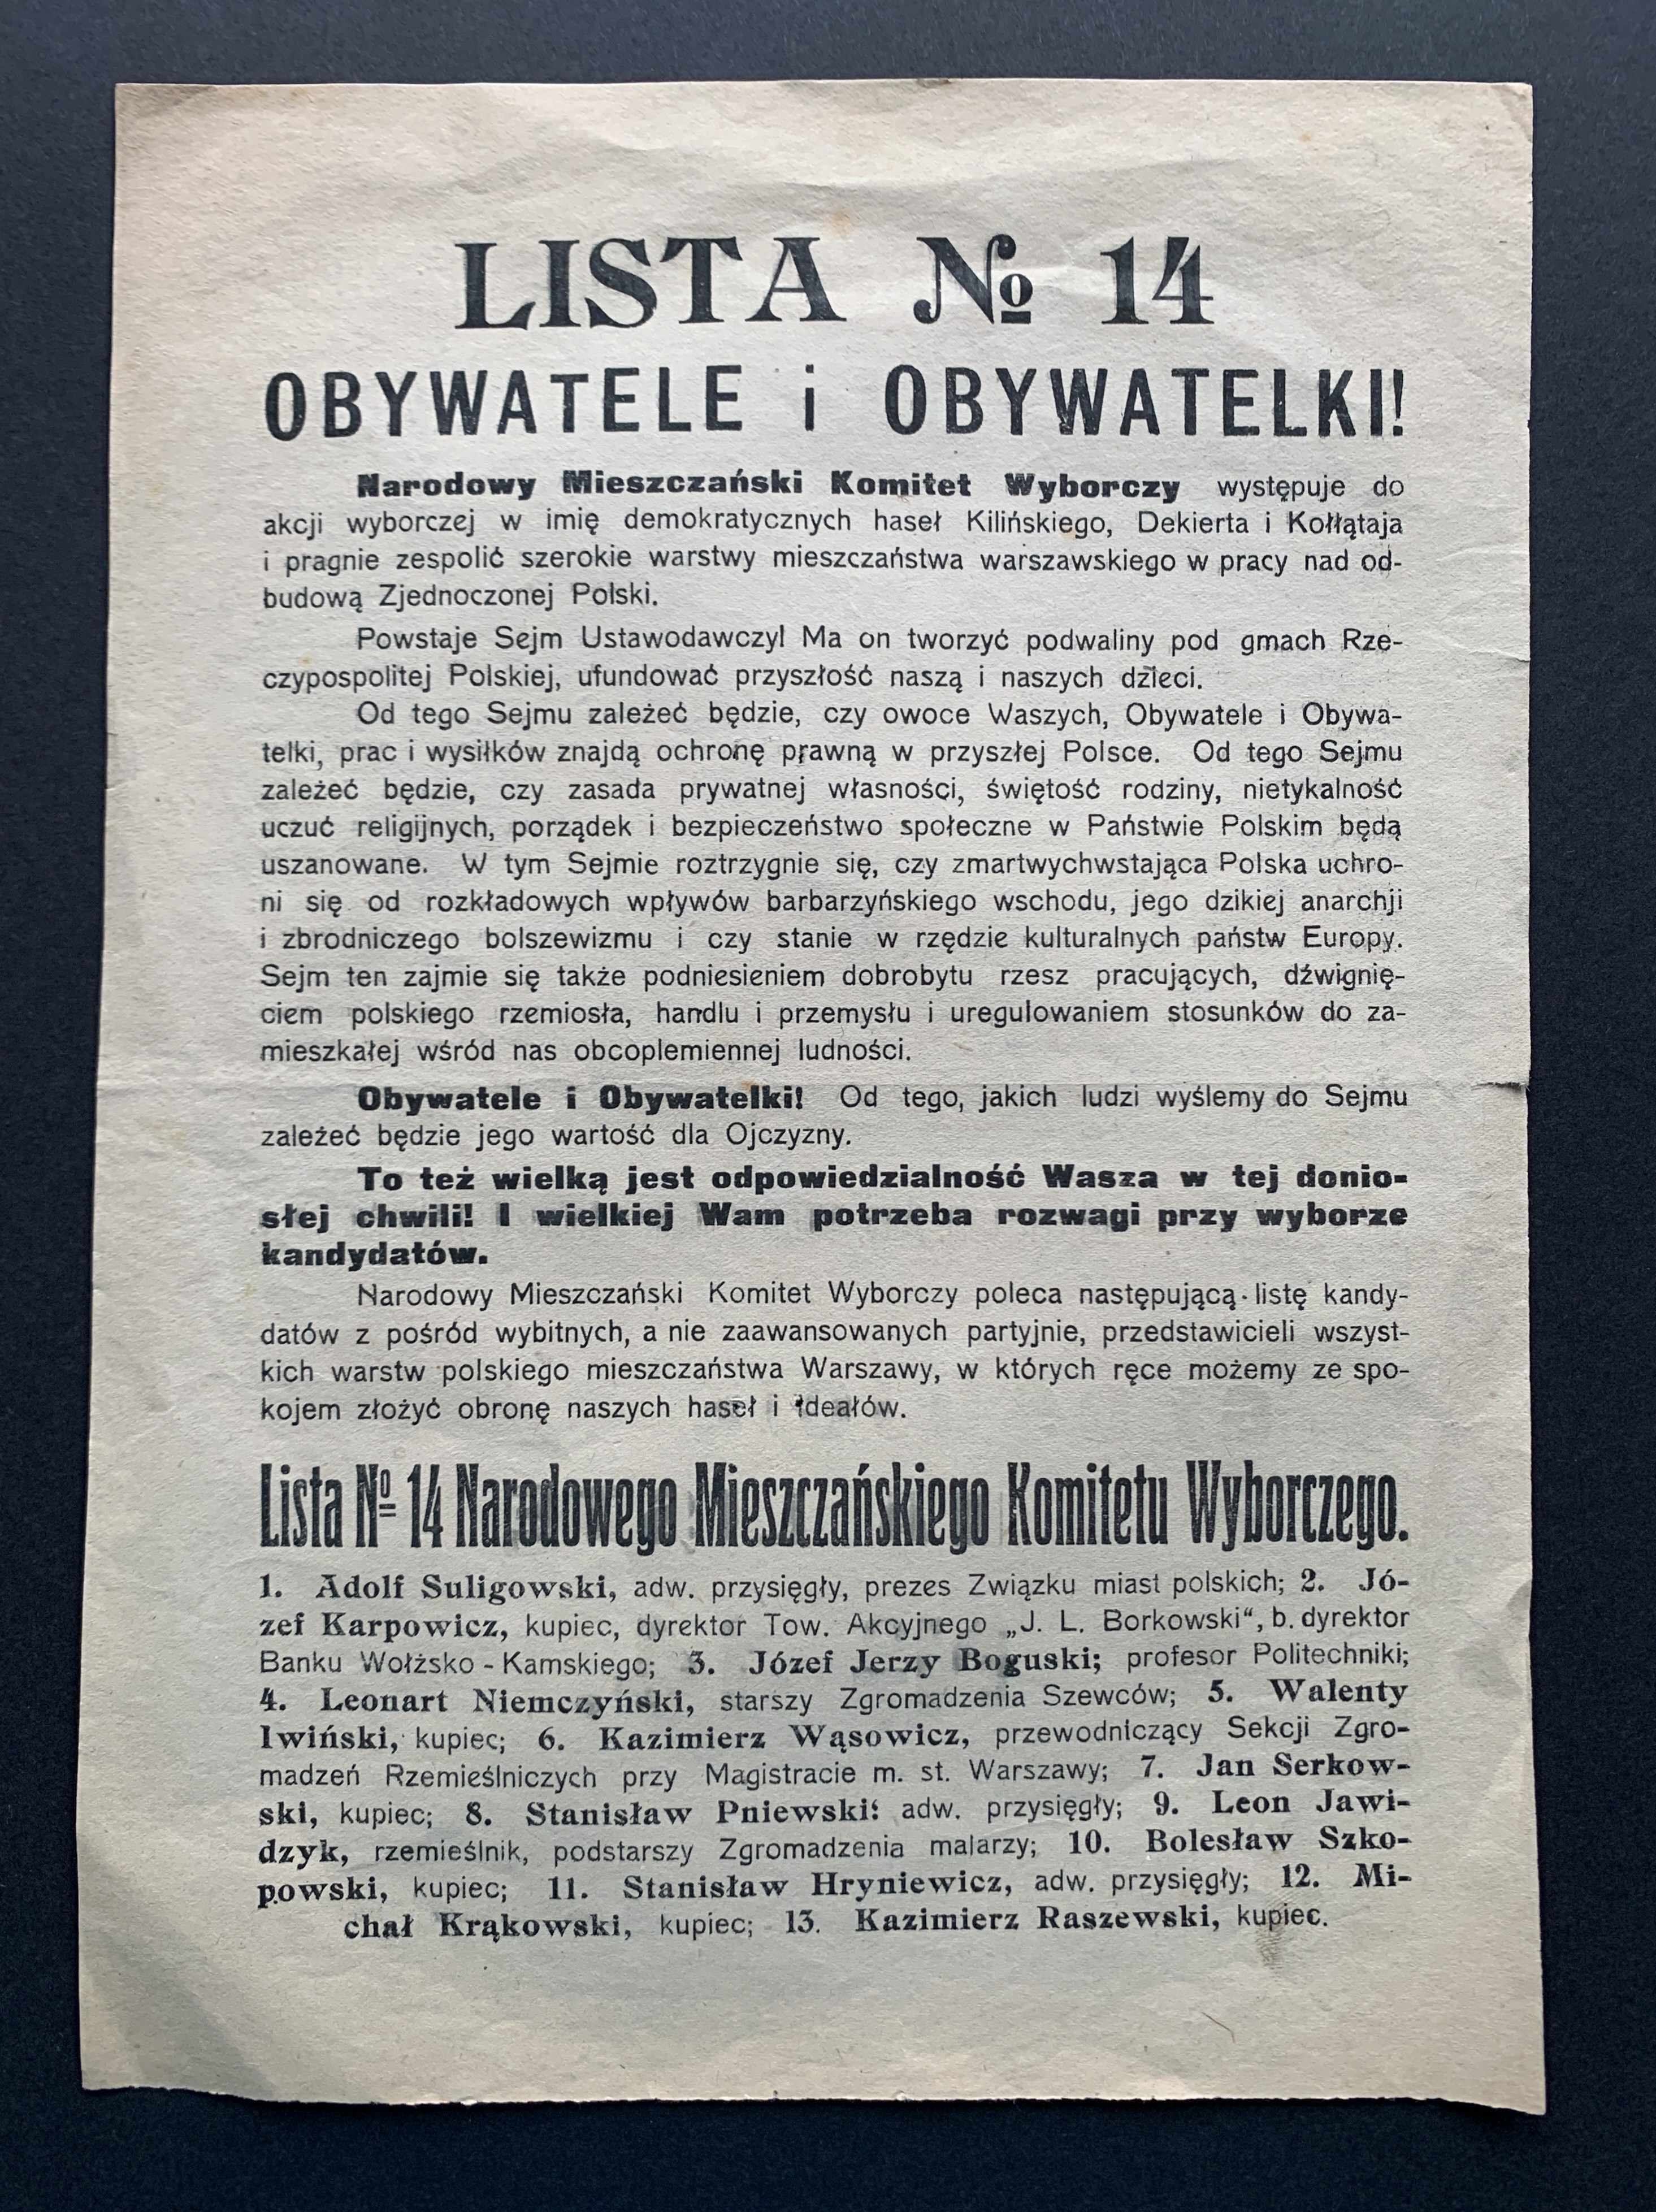 LISTA № 14
OBYWATELE i OBYWATELKI!
Narodowy Mieszczański Komitet Wyborczy występuje do
akcji wyborczej w imię demokratycznych haseł Kilińskiego, Dekierta i Kołłątaja
i pragnie zespolić szerokie warstwy mieszczaństwa warszawskiego w pracy nad od-
budową Zjednoczonej Polski.
Powstaje Sejm Ustawodawczyl Ma on tworzyć podwaliny pod gmach Rze-
czypospolitej Polskiej, ufundować przyszłość naszą i naszych dzieci.
Od tego Sejmu zależeć będzie, czy owoce Waszych, Obywatele i Obywa-
telki, prac i wysiłków znajdą ochronę prawną w przyszłej Polsce. Od tego Sejmu
zależeć będzie, czy zasada prywatnej własności, świętość rodziny, nietykalność
uczuć religijnych, porządek i bezpieczeństwo społeczne w Państwie Polskim będą
uszanowane. W tym Sejmie roztrzygnie się, czy zmartwychwstająca Polska uchro-
ni się od rozkładowych wpływów barbarzyńskiego wschodu, jego dzikiej anarchji
i zbrodniczego bolszewizmu i czy stanie w rzędzie kulturalnych państw Europy.
Sejm ten zajmie się także podniesieniem dobrobytu rzesz pracujących, dźwignię-
ciem polskiego rzemiosła, handlu i przemysłu i uregulowaniem stosunków do za-
mieszkałej wśród nas obcoplemiennej ludności.
Obywatele i Obywatelki! Od tego, jakich ludzi wyślemy do Sejmu
zależeć będzie jego wartość dla Ojczyzny.
To też wielką jest odpowiedzialność Wasza w tej donio-
słej chwili! I wielkiej Wam potrzeba rozwagi przy wyborze
kandydatów.
Narodowy Mieszczański Komitet Wyborczy poleca następującą listę kandy-
datów z pośród wybitnych, a nie zaawansowanych partyjnie, przedstawicieli wszyst-
kich warstw polskiego mieszczaństwa Warszawy, w których ręce możemy ze spo-
kojem złożyć obronę naszych haseł i idealów.
Lista № 14 Narodowego Mieszczańskiego Komitetu Wyborczego.
1. Adolf Suligowski, adw. przysięgły, prezes Związku miast polskich; 2. Jó-
zef Karpowicz, kupiec, dyrektor Tow. Akcyjnego „J. L. Borkowski“, b. dyrektor
Banku Wołżsko - Kamskiego; 3. Józef Jerzy Boguski; profesor Politechniki;
4. Leonart Niemczyński, starszy Zgromadzenia Szewców; 5. Walenty
Iwiński, kupiec; 6. Kazimierz Wąsowicz, przewodniczący Sekcji Zgro-
madzeń Rzemieślniczych przy Magistracie m. st. Warszawy; 7. Jan Serkow-
ski, kupiec; 8. Stanisław Pniewski: adw. przysięgły; 9. Leon Jawi-
dzyk, rzemieślnik, podstarszy Zgromadzenia malarzy; 10. Bolesław Szko-
powski, kupiec; 11. Stanisław Hryniewicz, adw. przysięgły; 12. Mi-
chał Krąkowski, kupiec; 13. Kazimierz Raszewski, kupiec.